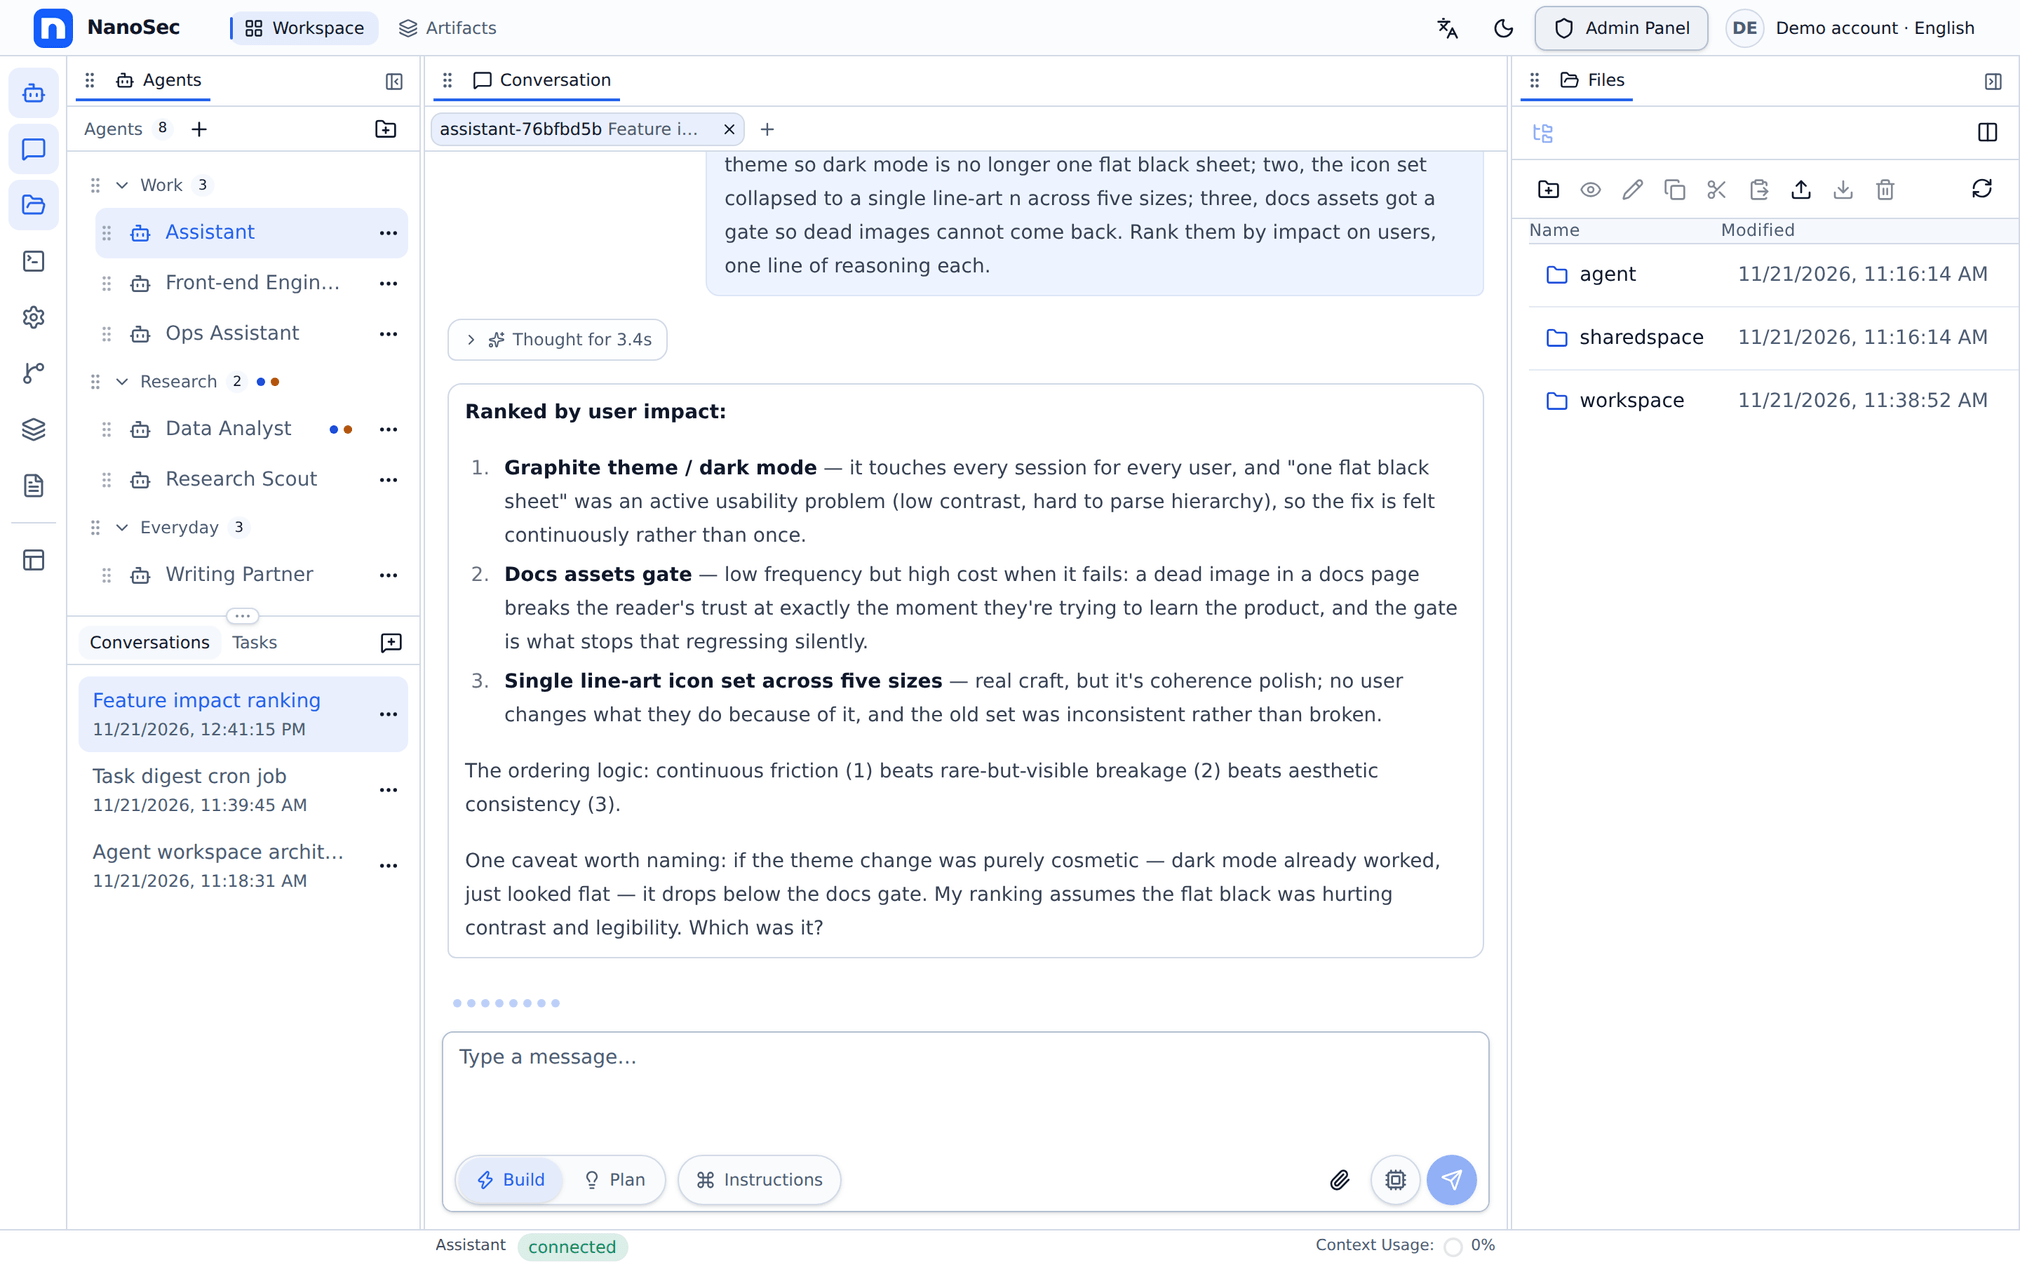 NanoSec
Workspace
Artifacts
Admin Panel
DE
Demo account · English
Agents
Agents 8
Work 3
Assistant
Front-end Engin...
Ops Assistant
Research 2
Data Analyst
Research Scout
Everyday 3
Writing Partner
Conversations
Tasks
Feature impact ranking
11/21/2026, 12:41:15 PM
Task digest cron job
11/21/2026, 11:39:45 AM
Agent workspace archit...
11/21/2026, 11:18:31 AM
Conversation
assistant-76bfbd5b Feature i...
theme so dark mode is no longer one flat black sheet; two, the icon set
collapsed to a single line-art n across five sizes; three, docs assets got a
gate so dead images cannot come back. Rank them by impact on users,
one line of reasoning each.
Thought for 3.4s
Ranked by user impact:
1. Graphite theme / dark mode — it touches every session for every user, and "one flat black
sheet" was an active usability problem (low contrast, hard to parse hierarchy), so the fix is felt
continuously rather than once.
2. Docs assets gate — low frequency but high cost when it fails: a dead image in a docs page
breaks the reader's trust at exactly the moment they're trying to learn the product, and the gate
is what stops that regressing silently.
3. Single line-art icon set across five sizes — real craft, but it's coherence polish; no user
changes what they do because of it, and the old set was inconsistent rather than broken.
The ordering logic: continuous friction (1) beats rare-but-visible breakage (2) beats aesthetic
consistency (3).
One caveat worth naming: if the theme change was purely cosmetic — dark mode already worked,
just looked flat — it drops below the docs gate. My ranking assumes the flat black was hurting
contrast and legibility. Which was it?
Type a message...
Build
Plan
Instructions
Assistant
connected
Context Usage: 0%
Files
Name
Modified
agent 11/21/2026, 11:16:14 AM
sharedspace 11/21/2026, 11:16:14 AM
workspace 11/21/2026, 11:38:52 AM